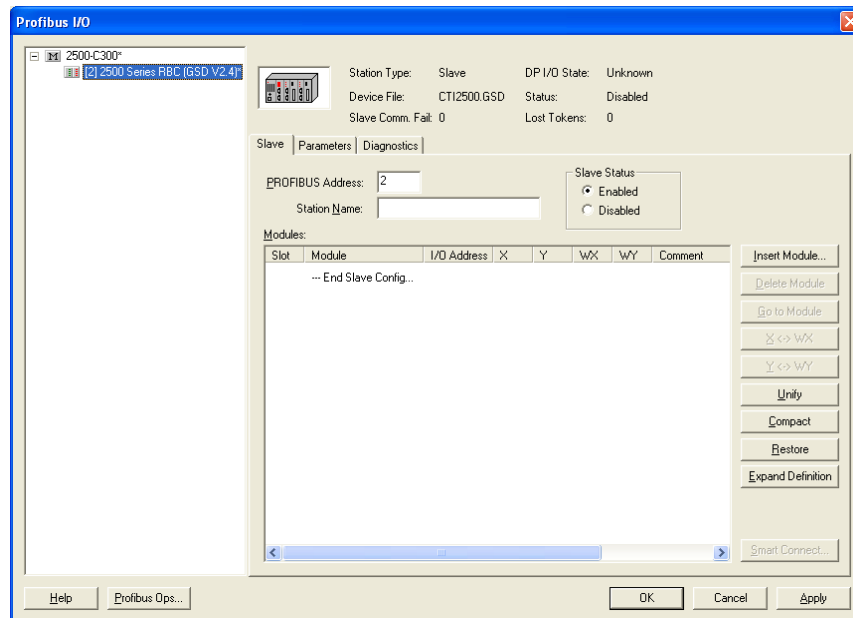 Profibus I/O
2500-C300*
[2] 2500 Series RBC (GSD V2.4)*
Station Type: Slave DP I/O State: Unknown
Device File: CTI2500.GSD Status: Disabled
Slave Comm. Fail: 0 Lost Tokens: 0
Slave Parameters Diagnostics
PROFIBUS Address: 2
Station Name:
Slave Status
Enabled
Disabled
Modules:
Slot Module I/O Address X Y WX WY Comment
--- End Slave Config...
Insert Module...
Delete Module
Go to Module
X <-> WX
Y <-> WY
Unify
Compact
Restore
Expand Definition
Smart Connect...
Help Profibus Ops... OK Cancel Apply